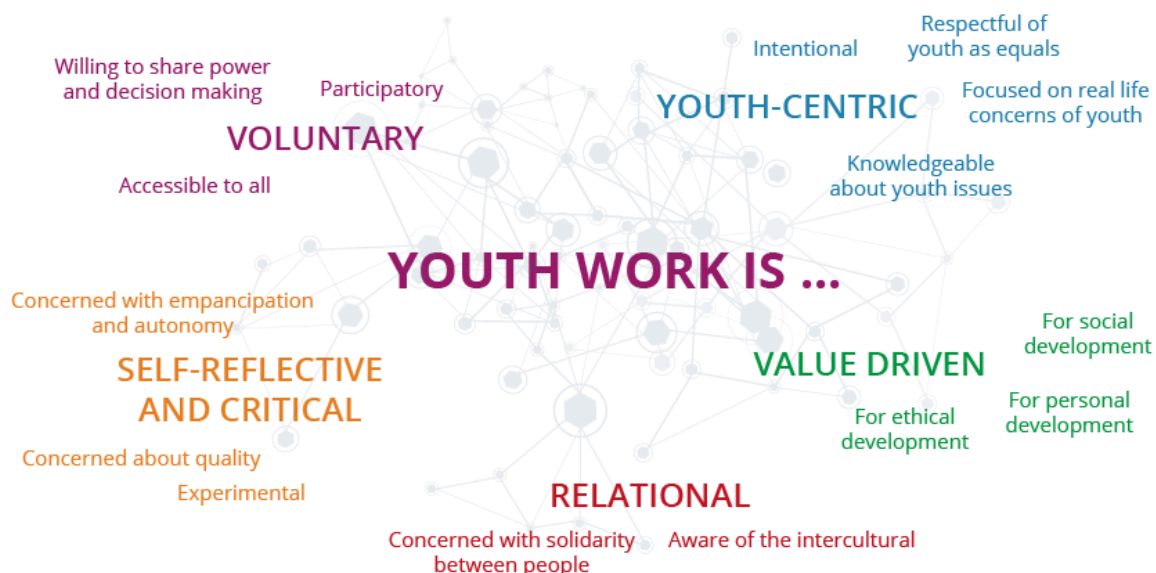 Willing to share power
and decision making
Participatory
VOLUNTARY
Accessible to all
Intentional
Respectful of
youth as equals
YOUTH-CENTRIC
Focused on real life
concerns of youth
Knowledgeable
about youth issues
YOUTH WORK IS ...
Concerned with empancipation
and autonomy
SELF-REFLECTIVE
AND CRITICAL
Concerned about quality
Experimental
For social
development
VALUE DRIVEN
For ethical
development
For personal
development
RELATIONAL
Concerned with solidarity
between people
Aware of the intercultural